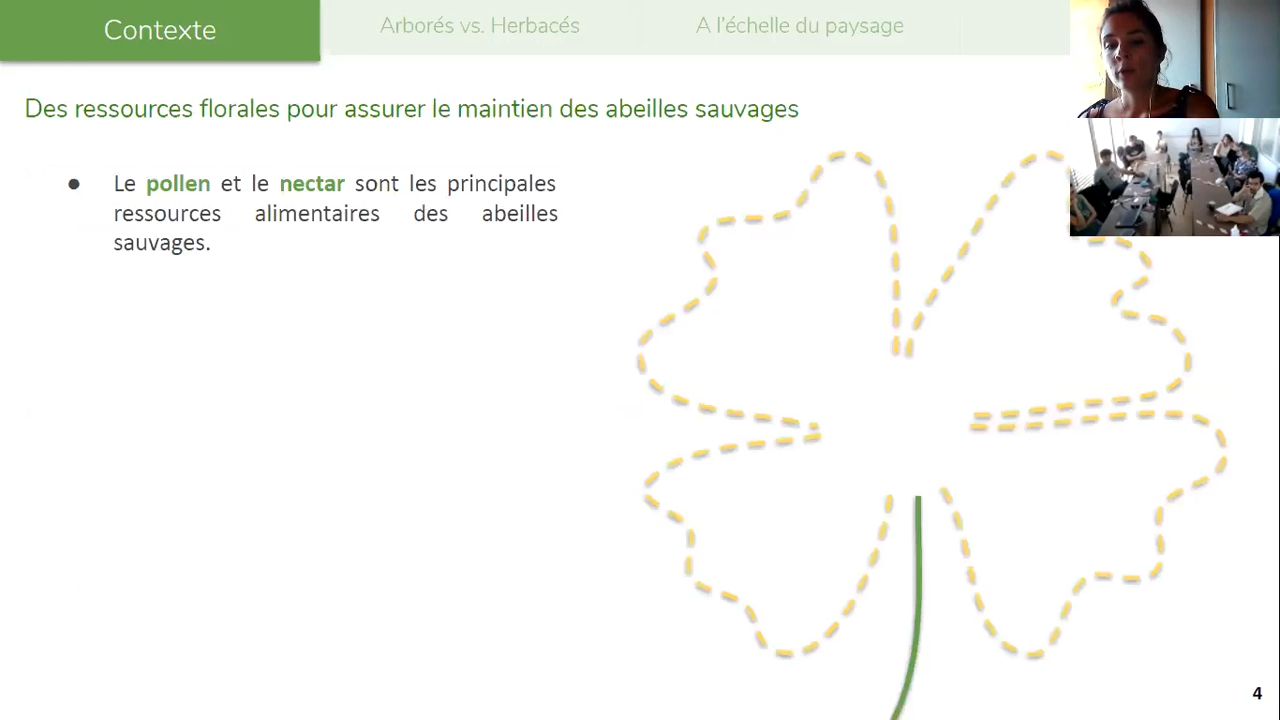 Contexte
Arborés vs. Herbacés
A l’échelle du paysage
Des ressources florales pour assurer le maintien des abeilles sauvages
● Le pollen et le nectar sont les principales
ressources alimentaires des abeilles
sauvages.
4